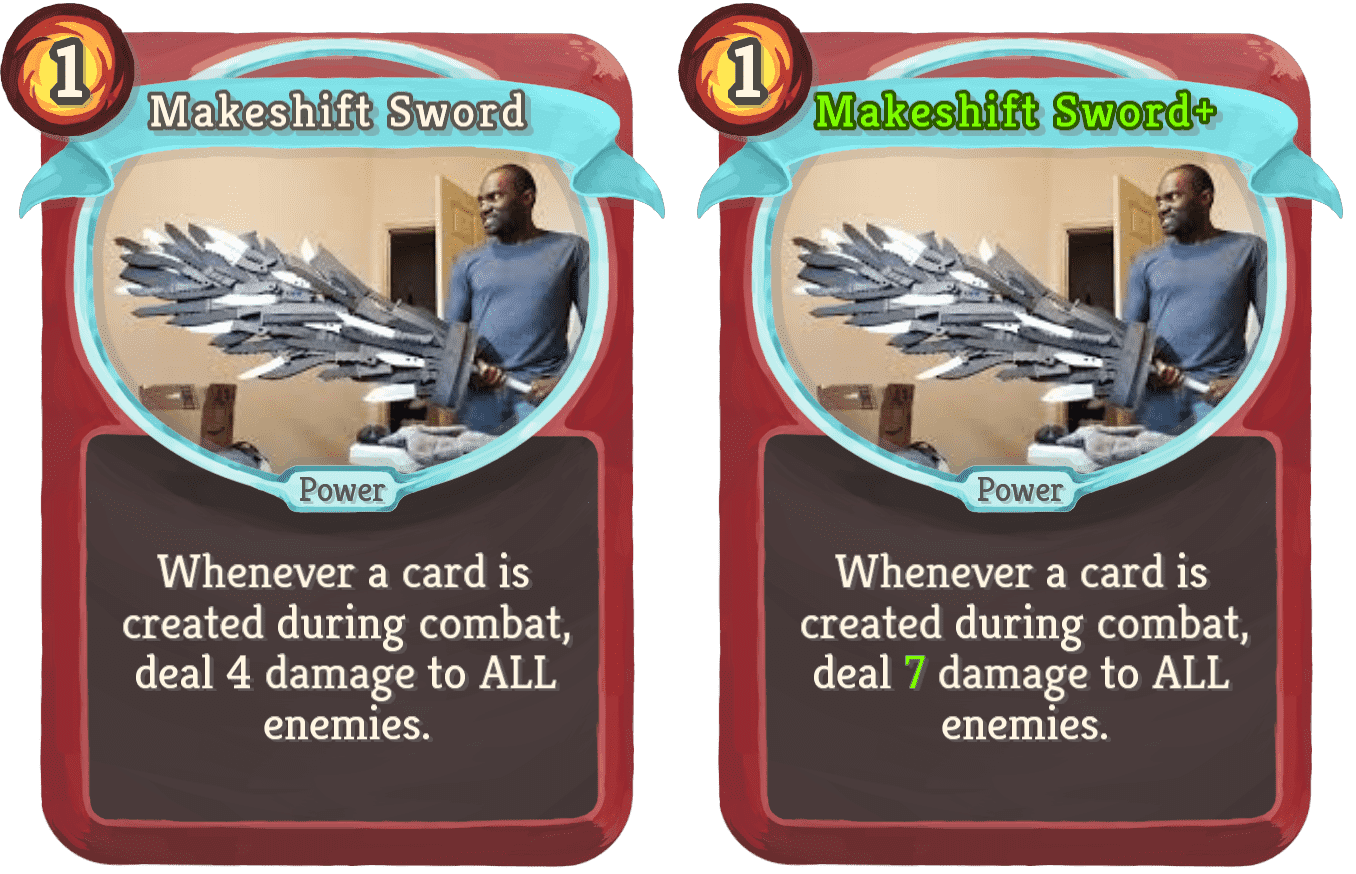 1
Makeshift Sword
Power
Whenever a card is
created during combat,
deal 4 damage to ALL
enemies.
1
Makeshift Sword+
Power
Whenever a card is
created during combat,
deal 7 damage to ALL
enemies.